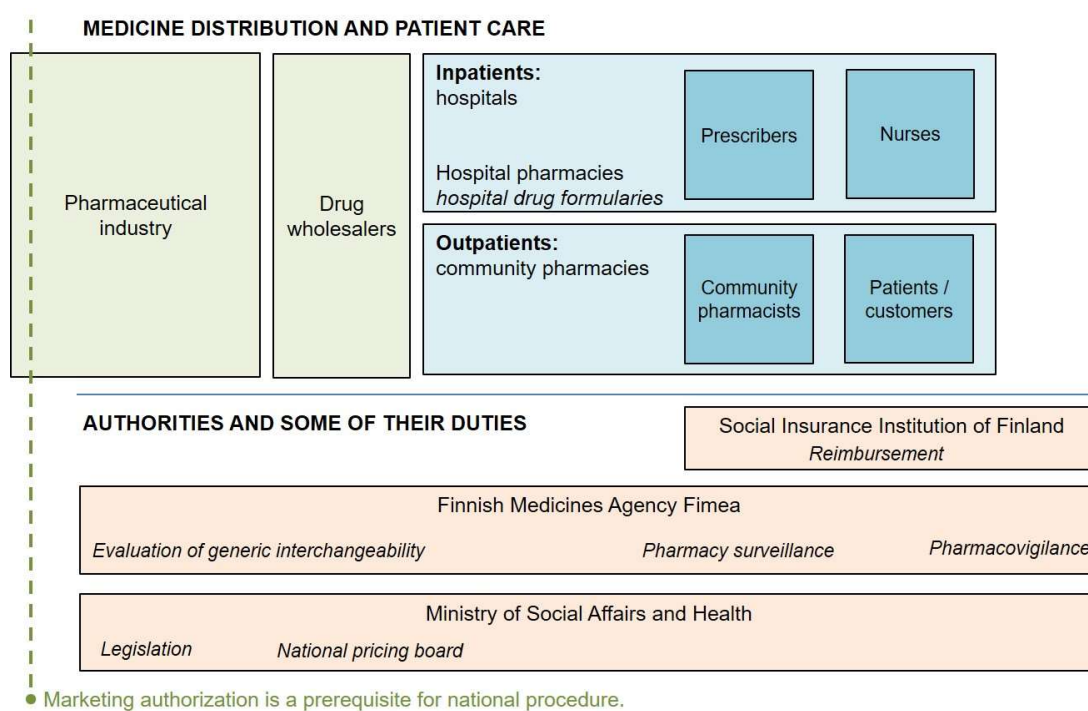 MEDICINE DISTRIBUTION AND PATIENT CARE
Pharmaceutical
industry
Drug
wholesalers
Inpatients:
hospitals
Hospital pharmacies
hospital drug formularies
Prescribers
Nurses
Outpatients:
community pharmacies
Community
pharmacists
Patients /
customers
AUTHORITIES AND SOME OF THEIR DUTIES
Social Insurance Institution of Finland
Reimbursement
Finnish Medicines Agency Fimea
Evaluation of generic interchangeability
Pharmacy surveillance
Pharmacovigilance
Ministry of Social Affairs and Health
Legislation
National pricing board
Marketing authorization is a prerequisite for national procedure.